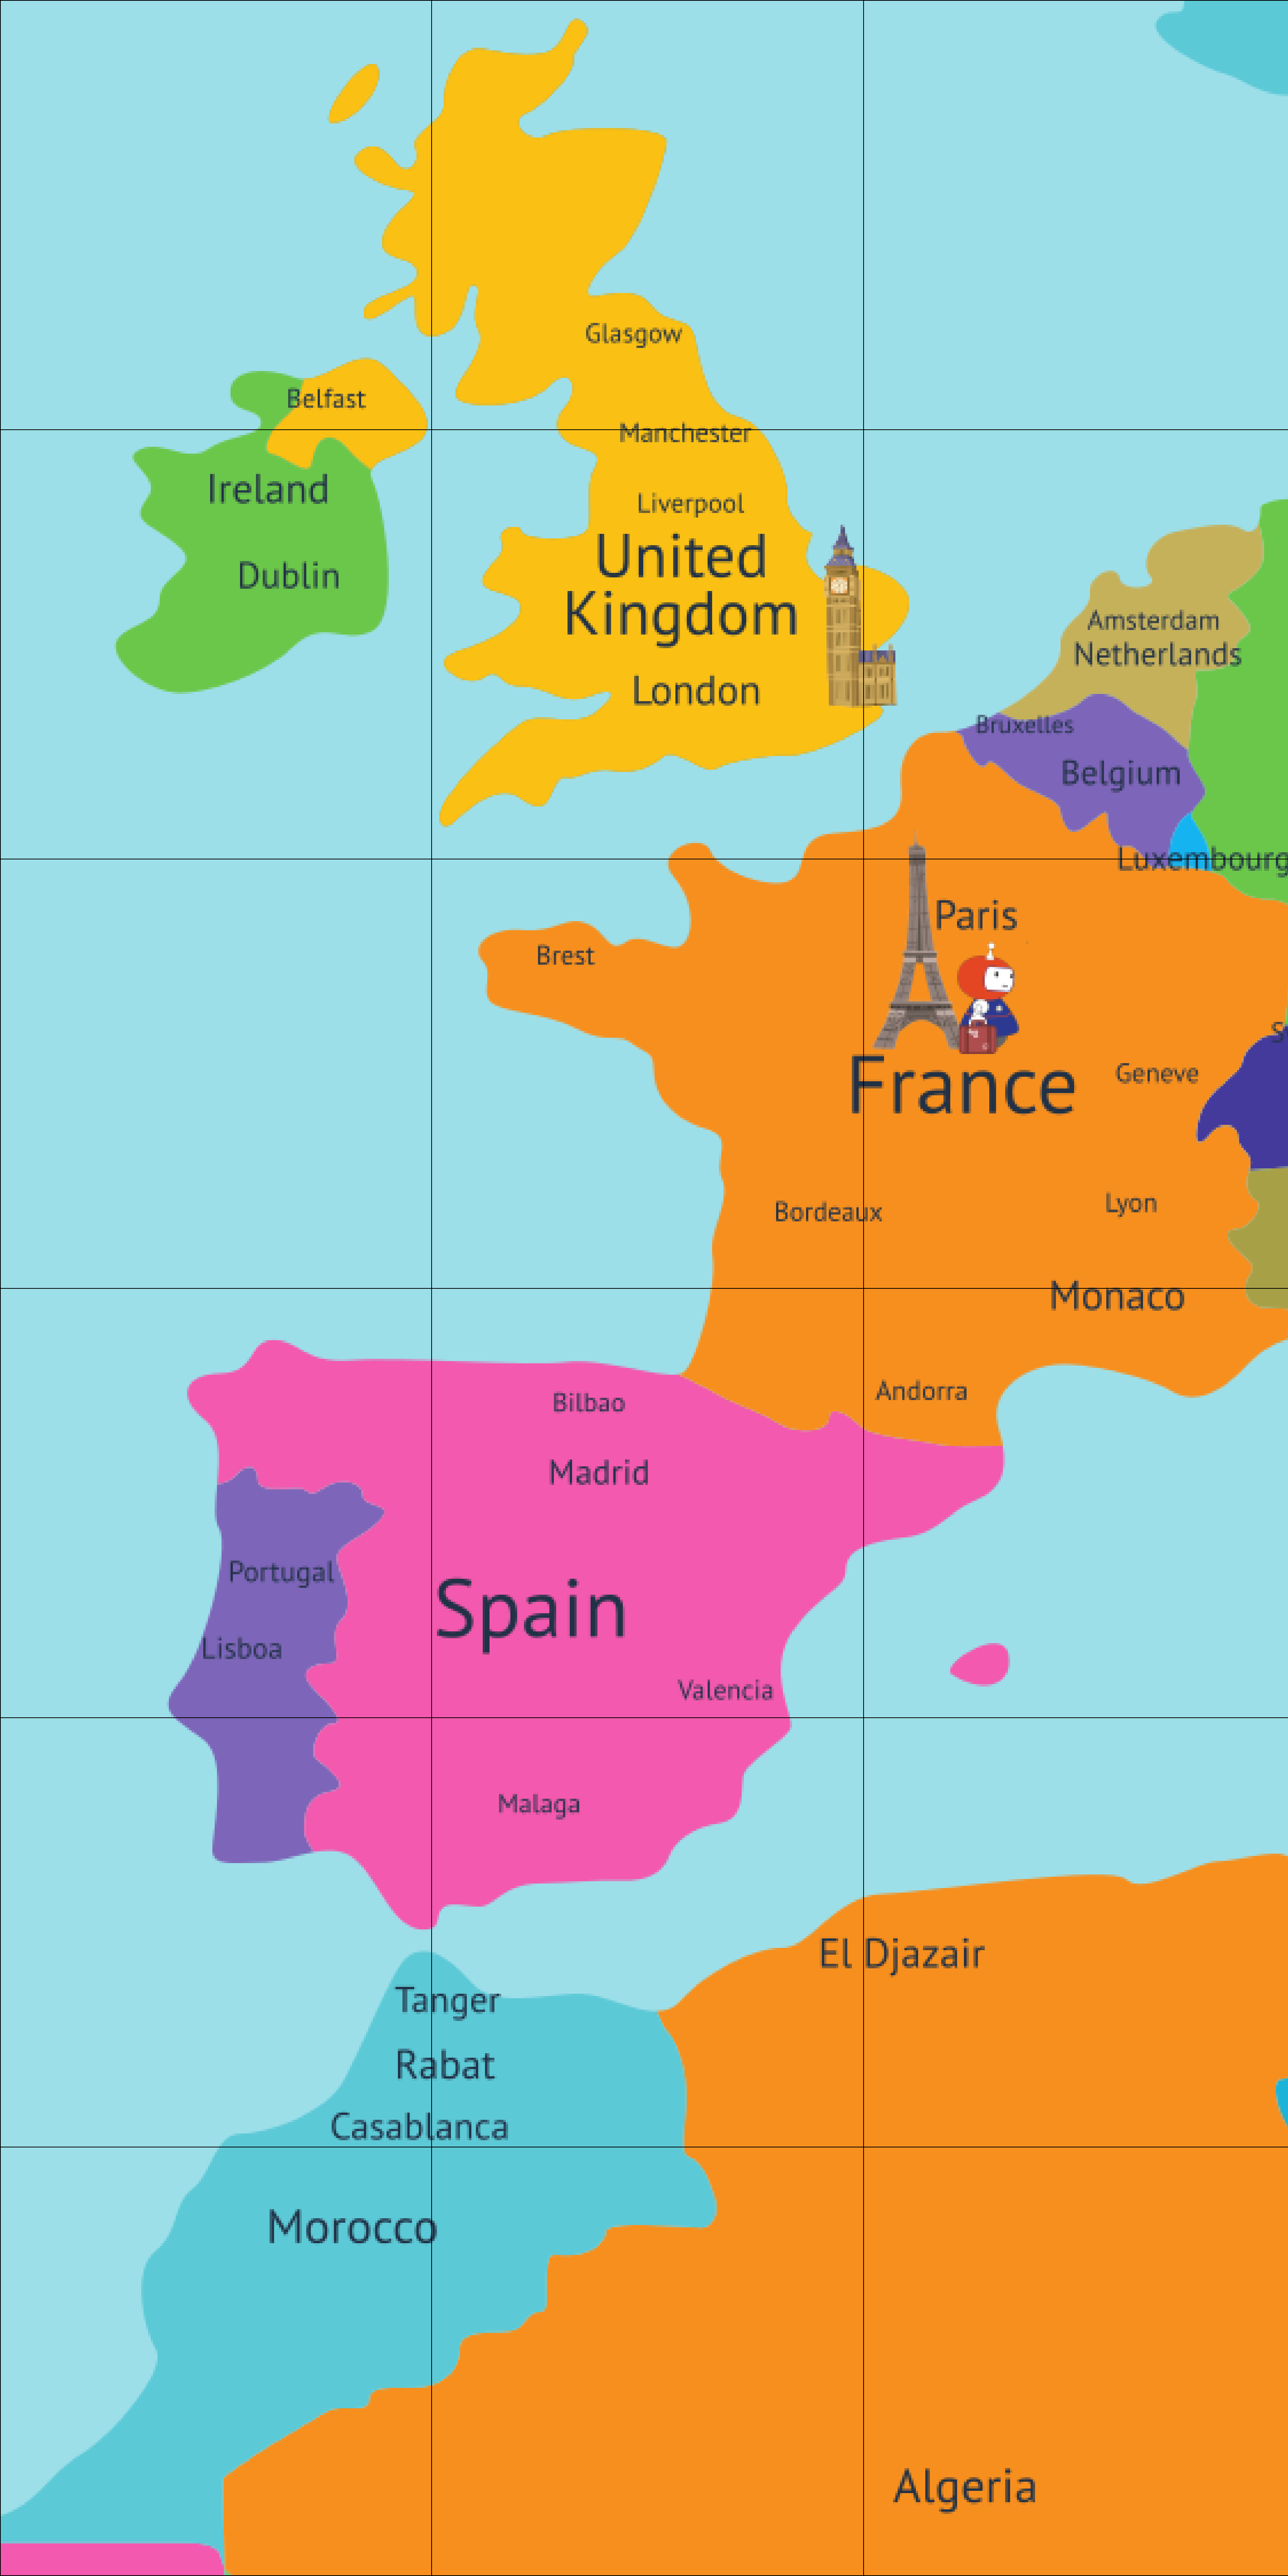 Glasgow
Belfast
Manchester
Ireland
Liverpool
United
Kingdom
Dublin
Amsterdam
Netherlands
London
Bruxelles
Belgium
Luxembourg
Paris
Brest
Geneve
France
Lyon
Bordeaux
Monaco
Andorra
Bilbao
Madrid
Portugal
Spain
Lisboa
Valencia
Malaga
El Djazair
Tanger
Rabat
Casablanca
Morocco
Algeria